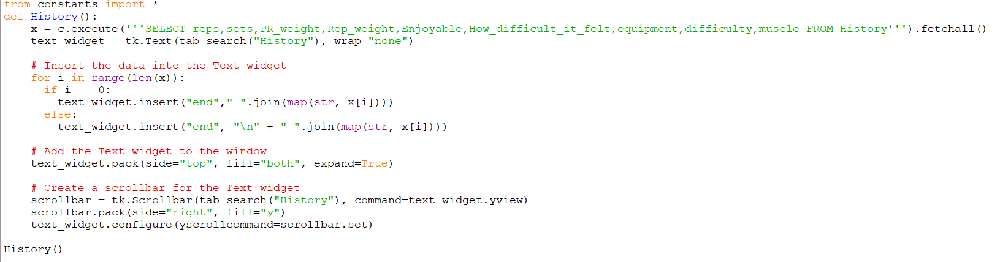 from constants import *
def History():
    x = c.execute('''SELECT reps,sets,PR_weight,Rep_weight,Enjoyable,How_difficult_it_felt,equipment,difficulty,muscle FROM History''').fetchall()
    text_widget = tk.Text(tab_search("History"), wrap="none")

    # Insert the data into the Text widget
    for i in range(len(x)):
      if i == 0:
        text_widget.insert("end"," ".join(map(str, x[i])))
      else:
        text_widget.insert("end", "\n" + " ".join(map(str, x[i])))

    # Add the Text widget to the window
    text_widget.pack(side="top", fill="both", expand=True)

    # Create a scrollbar for the Text widget
    scrollbar = tk.Scrollbar(tab_search("History"), command=text_widget.yview)
    scrollbar.pack(side="right", fill="y")
    text_widget.configure(yscrollcommand=scrollbar.set)

History()